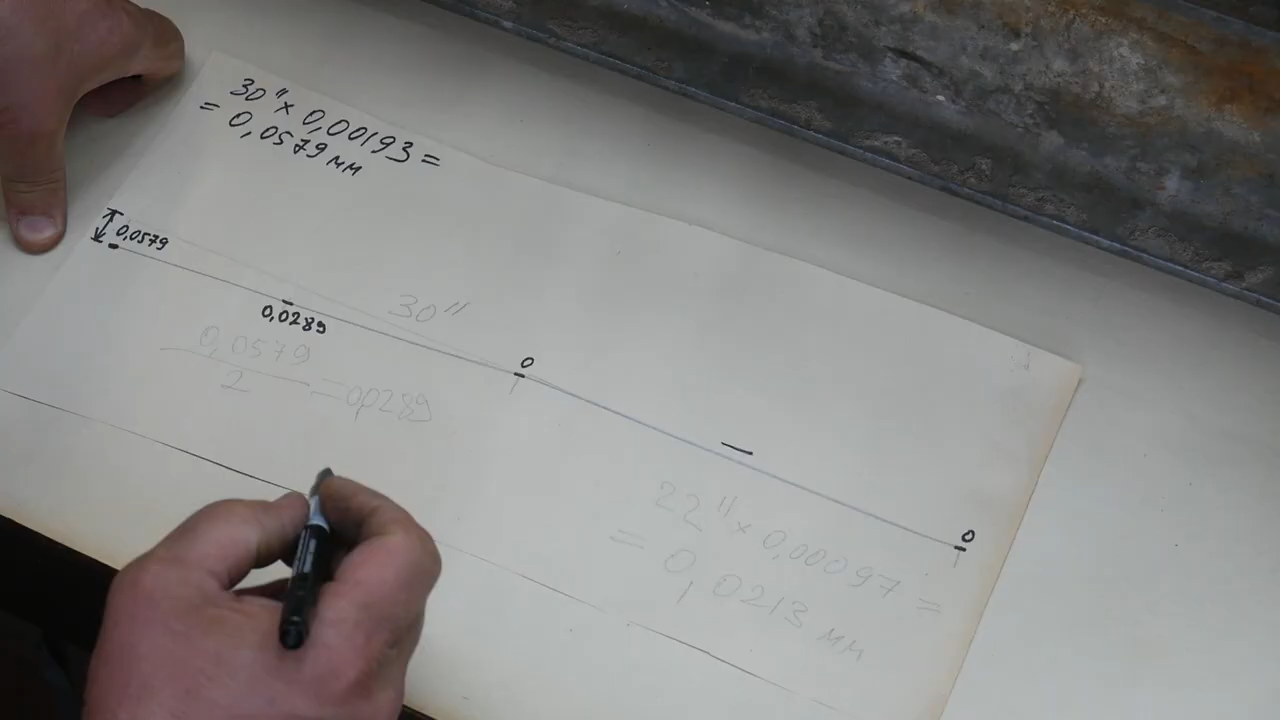 30" × 0,00193 =
= 0,0579 мм
0,0579
0,0289
30"
0,0579
2
= 0,0289
0
0
22" × 0,00097 =
= 0,0213 мм